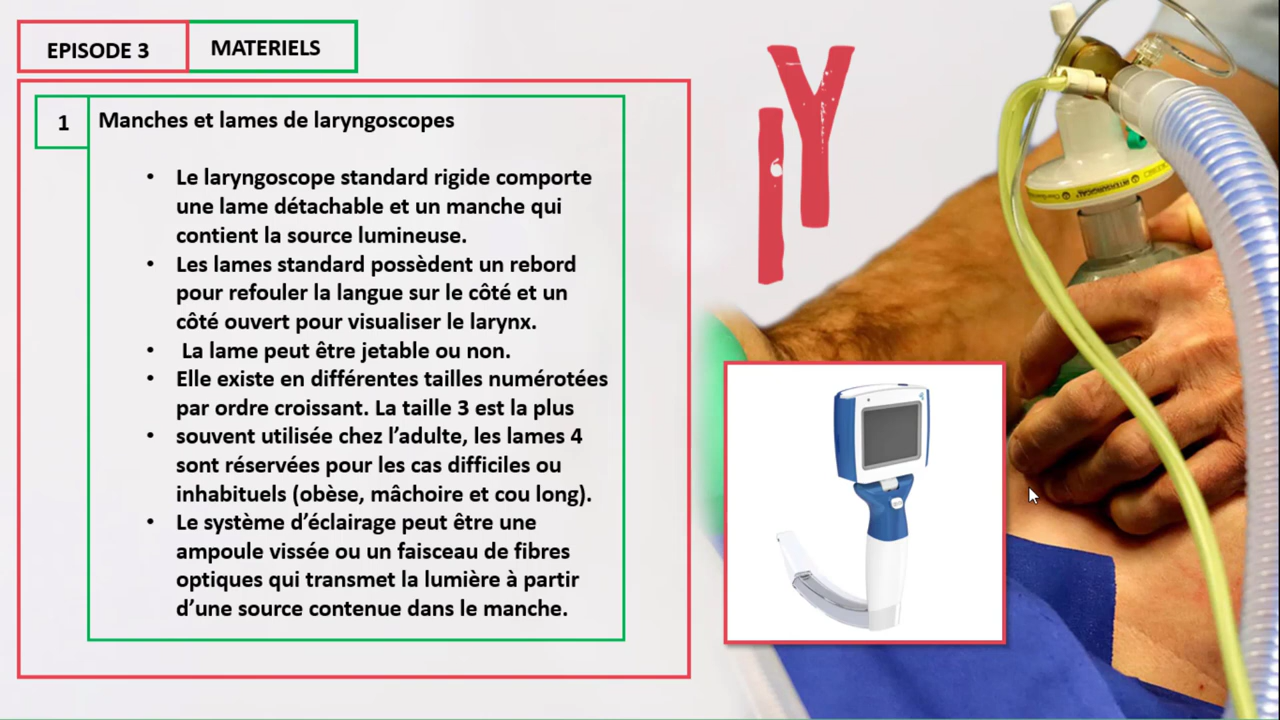 EPISODE 3
MATERIELS
1
Manches et lames de laryngoscopes
• Le laryngoscope standard rigide comporte
une lame détachable et un manche qui
contient la source lumineuse.
• Les lames standard possèdent un rebord
pour refouler la langue sur le côté et un
côté ouvert pour visualiser le larynx.
• La lame peut être jetable ou non.
• Elle existe en différentes tailles numérotées
par ordre croissant. La taille 3 est la plus
• souvent utilisée chez l’adulte, les lames 4
sont réservées pour les cas difficiles ou
inhabituels (obèse, mâchoire et cou long).
• Le système d’éclairage peut être une
ampoule vissée ou un faisceau de fibres
optiques qui transmet la lumière à partir
d’une source contenue dans le manche.
INTERSURGICAL